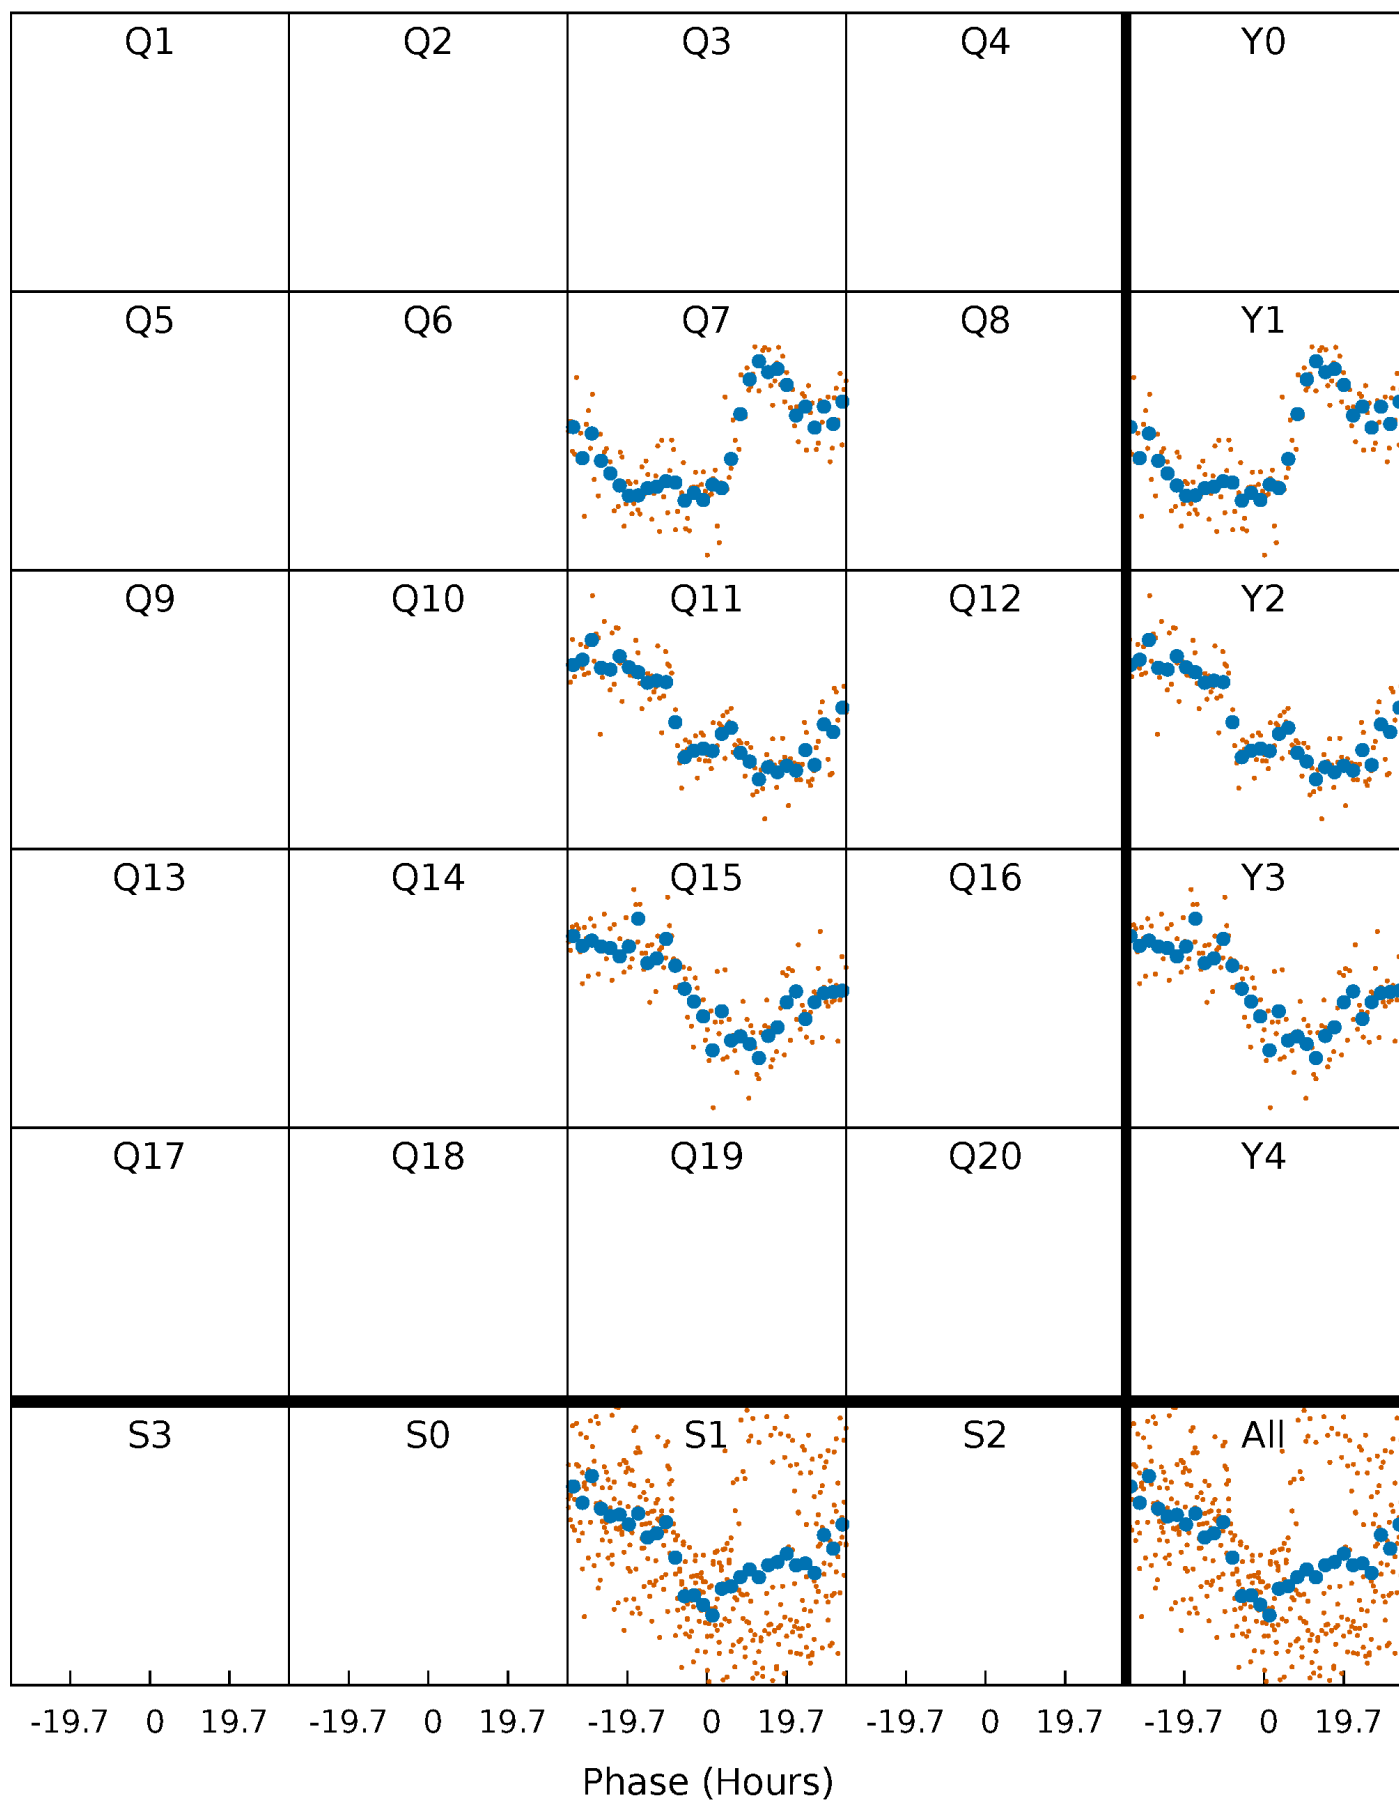 Q1 Q2 Q3 Q4 Y0
Q5 Q6 Q7 Q8 Y1
Q9 Q10 Q11 Q12 Y2
Q13 Q14 Q15 Q16 Y3
Q17 Q18 Q19 Q20 Y4
S3 S0 S1 S2 All
-19.7 0 19.7 -19.7 0 19.7 -19.7 0 19.7 -19.7 0 19.7 -19.7 0 19.7
Phase (Hours)